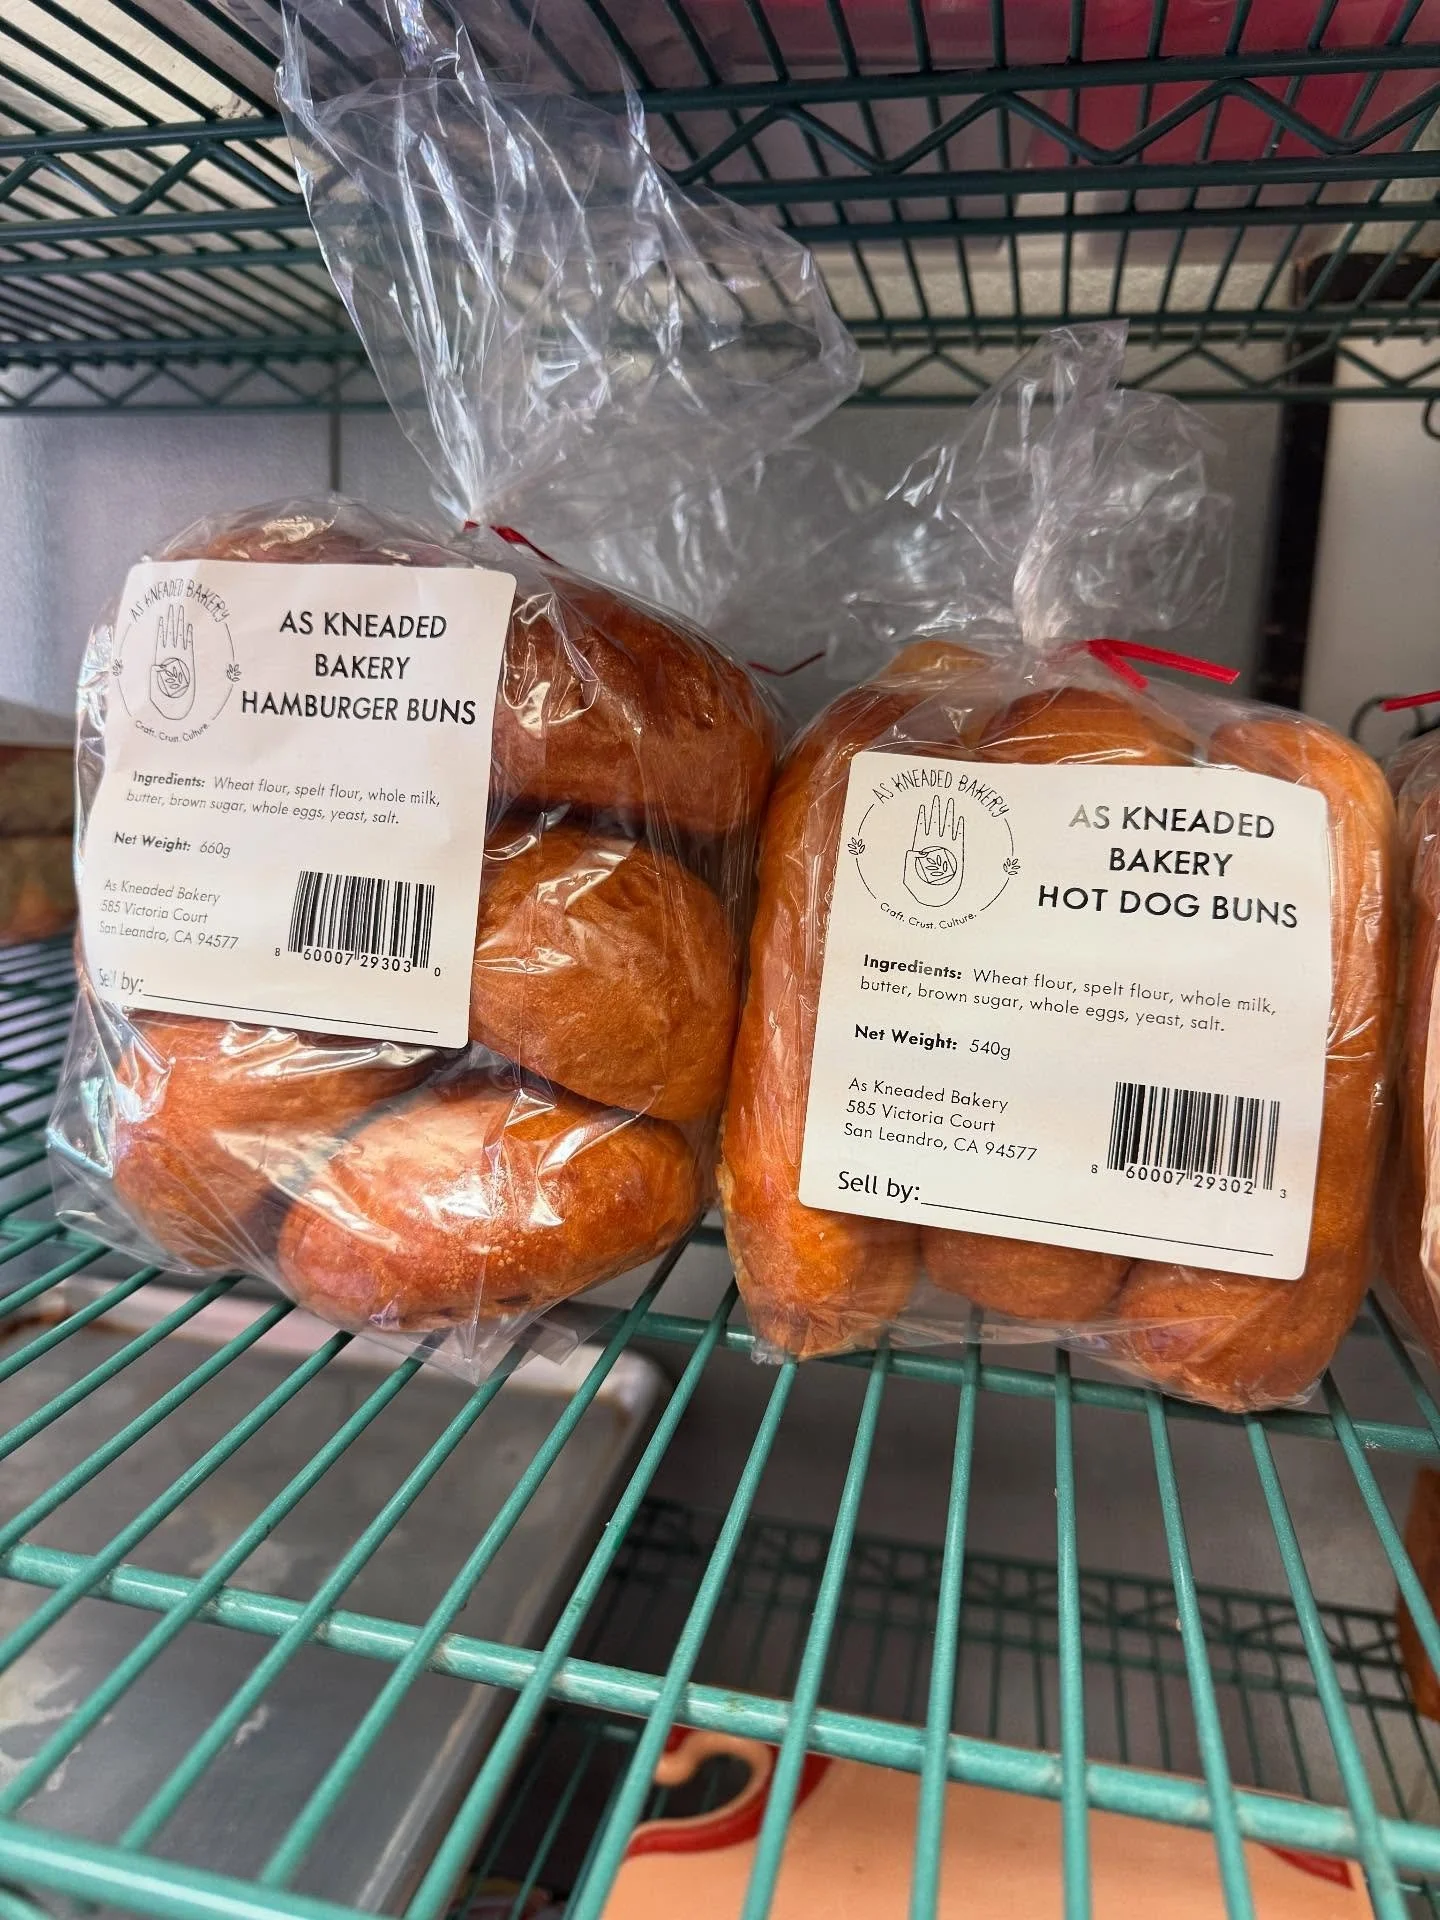 AS KNEADED BAKERY
Craft. Crust. Culture.
AS KNEADED
BAKERY
HAMBURGER BUNS
Ingredients: Wheat flour, spelt flour, whole milk,
butter, brown sugar, whole eggs, yeast, salt.
Net Weight: 660g
As Kneaded Bakery
585 Victoria Court
San Leandro, CA 94577
8 60007 29303 0
Sell by:
AS KNEADED BAKERY
Craft. Crust. Culture.
AS KNEADED
BAKERY
HOT DOG BUNS
Ingredients: Wheat flour, spelt flour, whole milk,
butter, brown sugar, whole eggs, yeast, salt.
Net Weight: 540g
As Kneaded Bakery
585 Victoria Court
San Leandro, CA 94577
8 60007 29302 3
Sell by: